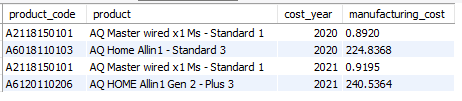 product_code product cost_year manufacturing_cost
A2118150101 AQ Master wired x1 Ms - Standard 1 2020 0.8920
A6018110103 AQ Home Allin1 - Standard 3 2020 224.8368
A2118150101 AQ Master wired x1 Ms - Standard 1 2021 0.9195
A6120110206 AQ HOME Allin1 Gen 2 - Plus 3 2021 240.5364